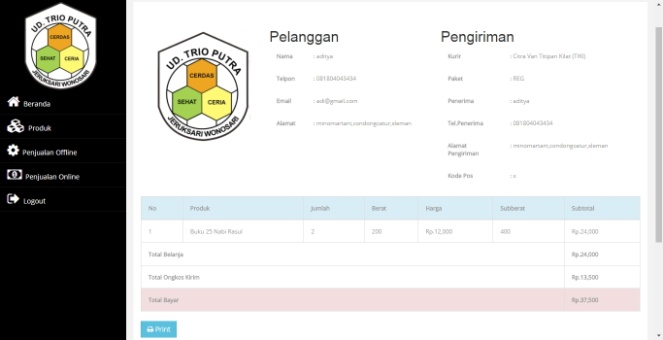 UD. TRIO PUTRA
CERDAS
SEHAT CERIA
JERUKSARI WONOSARI
Beranda
Produk
Penjualan Offline
Penjualan Online
Logout
UD. TRIO PUTRA
CERDAS
SEHAT CERIA
JERUKSARI WONOSARI
Pelanggan
Nama : aditya
Telpon : 081804043434
Email : adi@gmail.com
Alamat : minomartani,condongcatur,sleman
Pengiriman
Kurir : Citra Van Titipan Kilat (TIKI)
Paket : REG
Penerima : aditya
Tel.Penerima : 081804043434
Alamat Pengiriman : minomartani,condongcatur,sleman
Kode Pos :
No Produk Jumlah Berat Harga Subberat Subtotal
1 Buku 25 Nabi Rasul 2 200 Rp.12,000 400 Rp.24,000
Total Belanja Rp.24,000
Total Ongkos Kirim Rp.13,500
Total Bayar Rp.37,500
Print